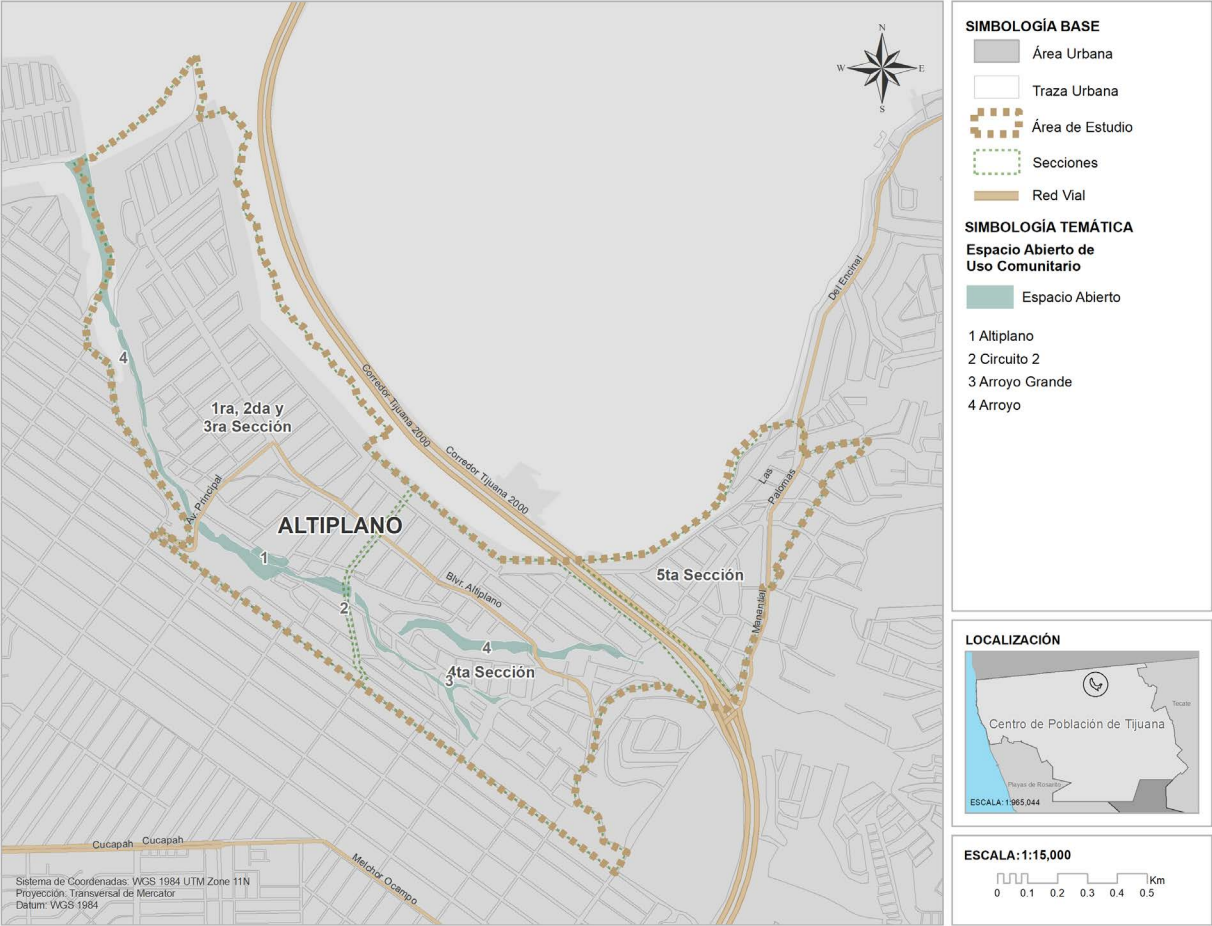 N
W
E
S
Del Encinal
4
Corredor Tijuana 2000
1ra, 2da y
3ra Sección
Corredor Tijuana 2000
Las
Palomas
Av. Principal
ALTIPLANO
1
5ta Sección
Blvr. Altiplano
2
Manantial
4
4ta Sección
3
Cucapah
Cucapah
Melchor Ocampo
Sistema de Coordenadas: WGS 1984 UTM Zone 11N
Proyección: Transversal de Mercator
Datum: WGS 1984
SIMBOLOGÍA BASE
Área Urbana
Traza Urbana
Área de Estudio
Secciones
Red Vial
SIMBOLOGÍA TEMÁTICA
Espacio Abierto de
Uso Comunitario
Espacio Abierto
1 Altiplano
2 Circuito 2
3 Arroyo Grande
4 Arroyo
LOCALIZACIÓN
Tecate
Centro de Población de Tijuana
Playas de Rosarito
ESCALA: 1:965,044
ESCALA: 1:15,000
Km
0 0.1 0.2 0.3 0.4 0.5